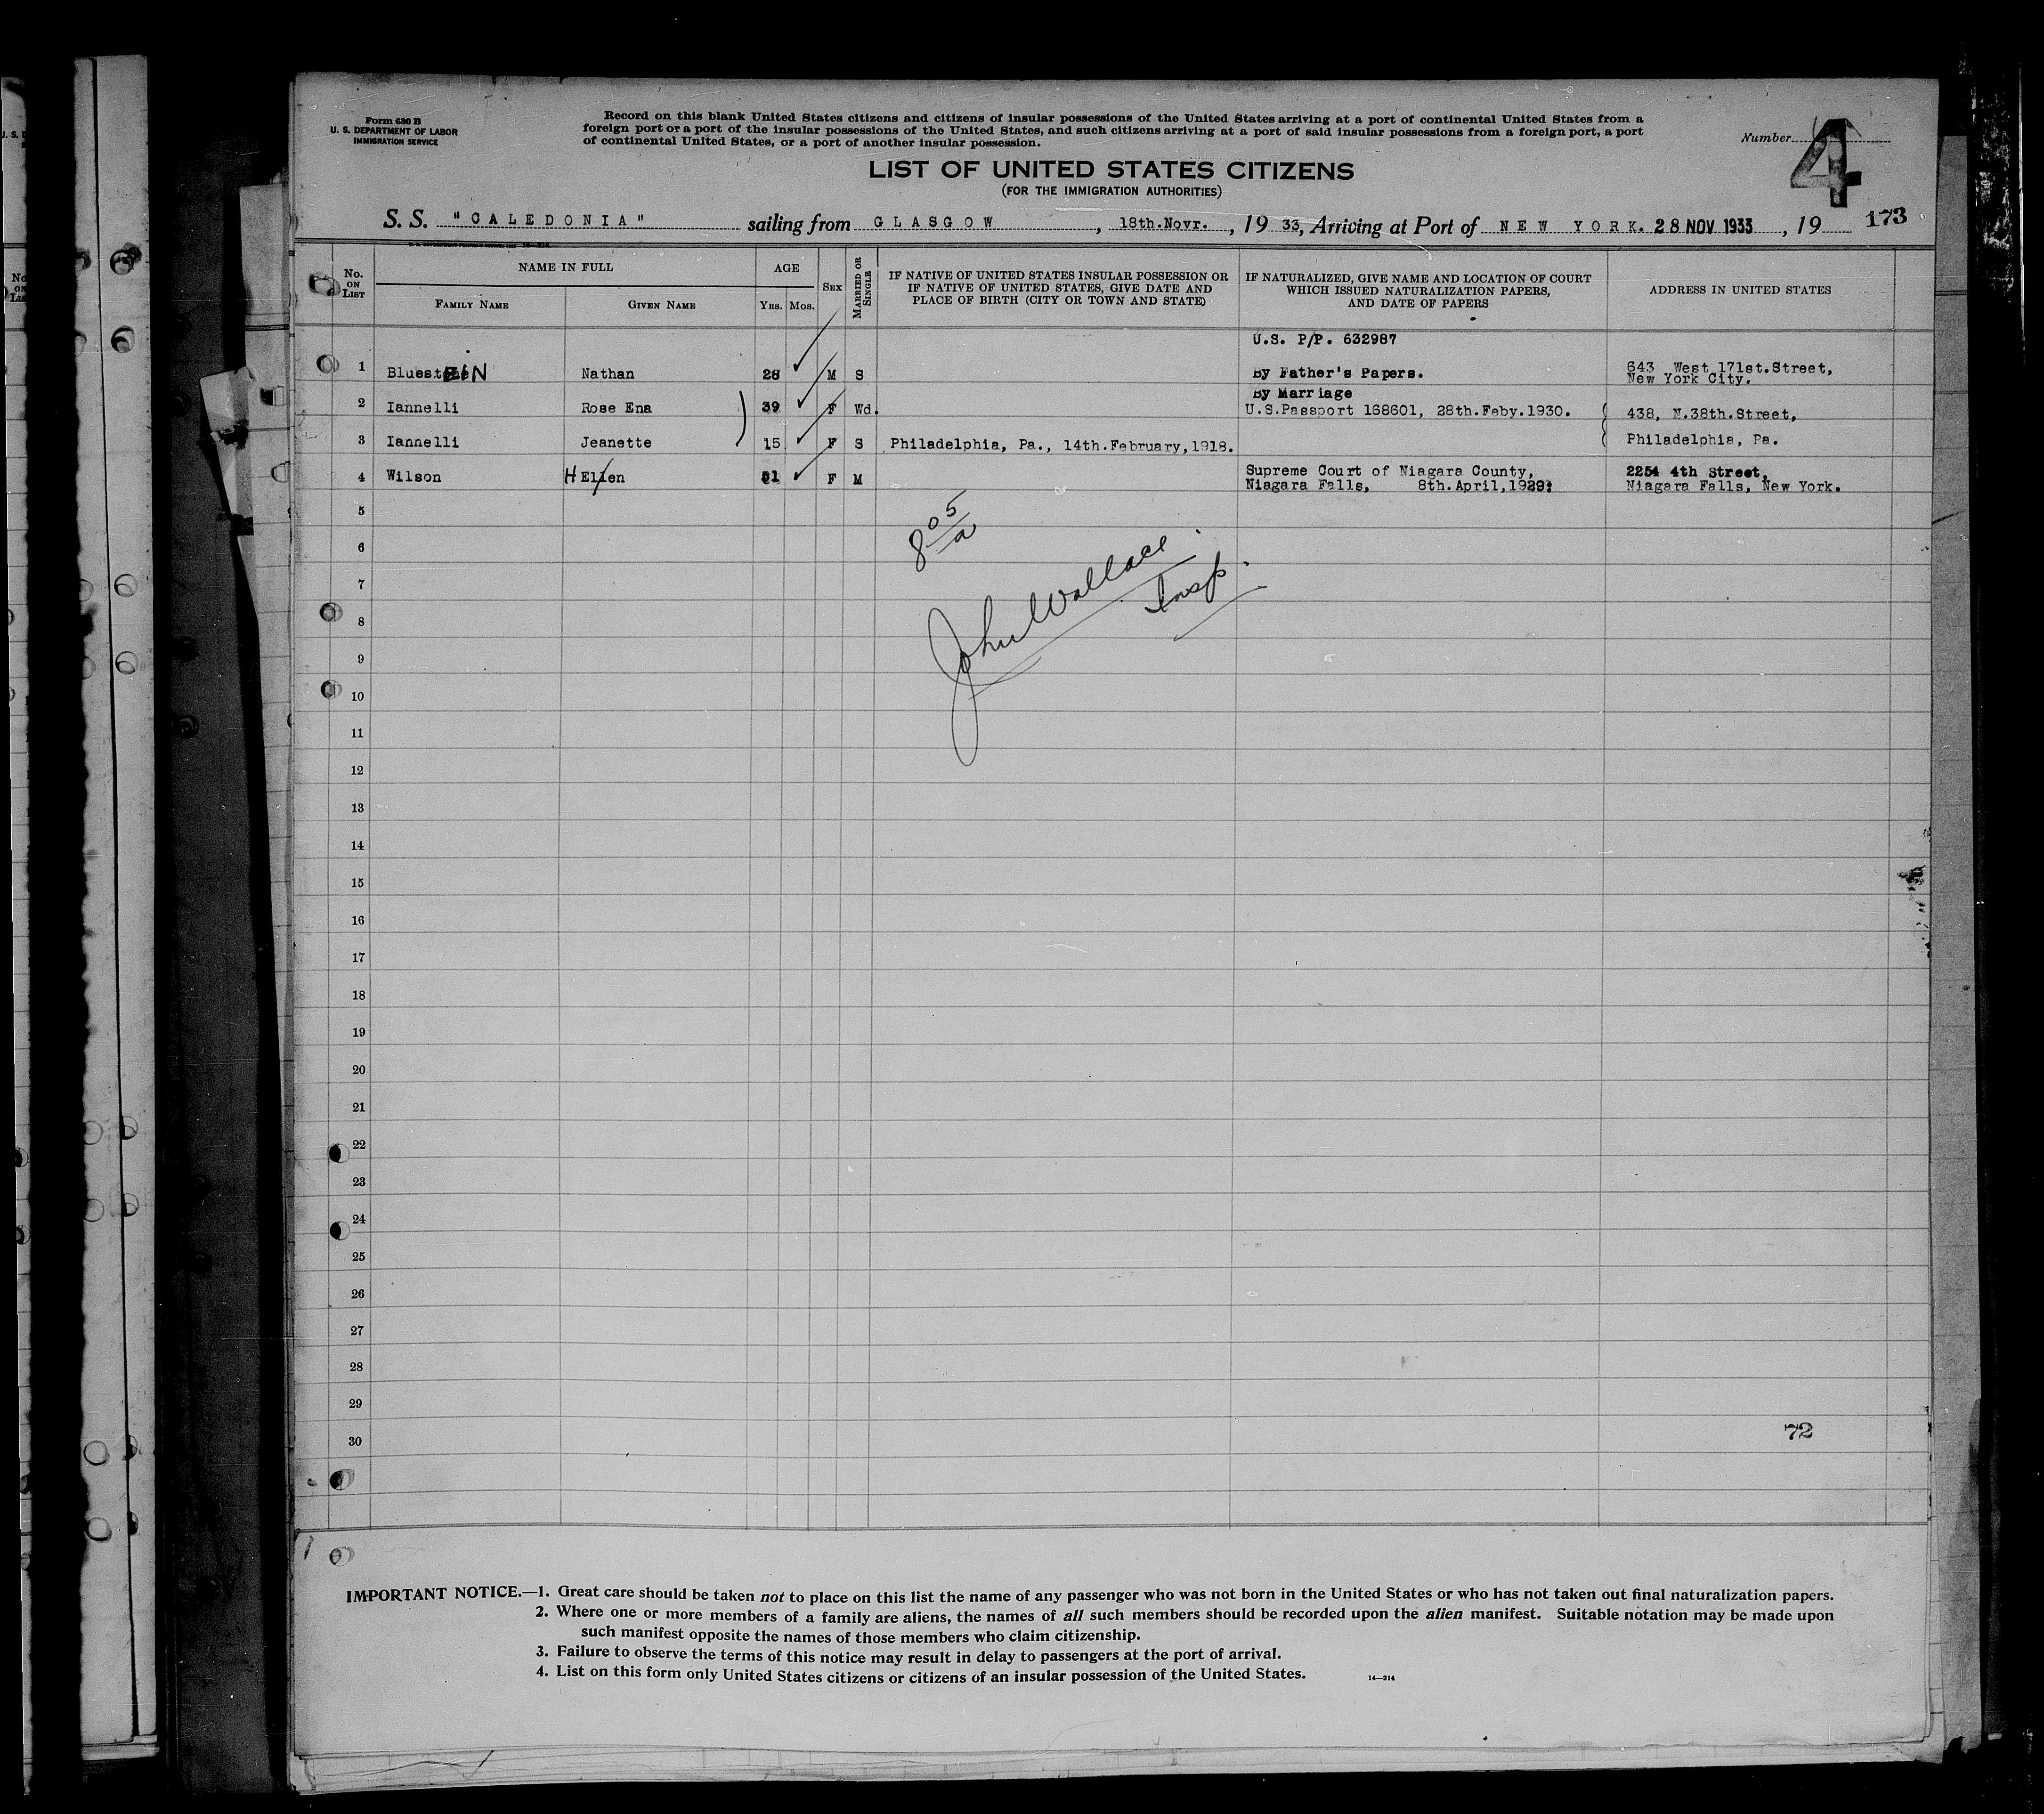 Form 630 B
U. S. DEPARTMENT OF LABOR
IMMIGRATION SERVICE
Record on this blank United States citizens and citizens of insular possessions of the United States arriving at a port of continental United States from a
foreign port or a port of the insular possessions of the United States, and such citizens arriving at a port of said insular possessions from a foreign port, a port
of continental United States, or a port of another insular possession.
Number 4
LIST OF UNITED STATES CITIZENS
(FOR THE IMMIGRATION AUTHORITIES)
S. S. "CALEDONIA" sailing from GLASGOW, 18th.Novr., 19 33, Arriving at Port of NEW YORK. 28 NOV 1933, 19 173
No. ON LIST
NAME IN FULL
FAMILY NAME GIVEN NAME
AGE
YRS. MOS.
SEX
MARRIED OR SINGLE
IF NATIVE OF UNITED STATES INSULAR POSSESSION OR
IF NATIVE OF UNITED STATES, GIVE DATE AND
PLACE OF BIRTH (CITY OR TOWN AND STATE)
IF NATURALIZED, GIVE NAME AND LOCATION OF COURT
WHICH ISSUED NATURALIZATION PAPERS,
AND DATE OF PAPERS
ADDRESS IN UNITED STATES
U.S. P/P. 632987
1 BluestEIN Nathan 28 M S By Father's Papers. 643 West 171st.Street,
New York City.
By Marriage
2 Iannelli Rose Ena 39 F Wd. U.S.Passport 168601, 28th.Feby.1930. 438, N.38th.Street,
3 Iannelli Jeanette 15 F S Philadelphia, Pa., 14th.February,1918. Philadelphia, Pa.
4 Wilson H Ellen 51 F M Supreme Court of Niagara County, 2254 4th Street,
Niagara Falls, 8th.April,1929. Niagara Falls, New York.
5
8 05/a
6
John Wallace
7
Insp.
8
9
10
11
12
13
14
15
16
17
18
19
20
21
22
23
24
25
26
27
28
29
72
30
IMPORTANT NOTICE.—1. Great care should be taken not to place on this list the name of any passenger who was not born in the United States or who has not taken out final naturalization papers.
2. Where one or more members of a family are aliens, the names of all such members should be recorded upon the alien manifest. Suitable notation may be made upon
such manifest opposite the names of those members who claim citizenship.
3. Failure to observe the terms of this notice may result in delay to passengers at the port of arrival.
4. List on this form only United States citizens or citizens of an insular possession of the United States.
14—214